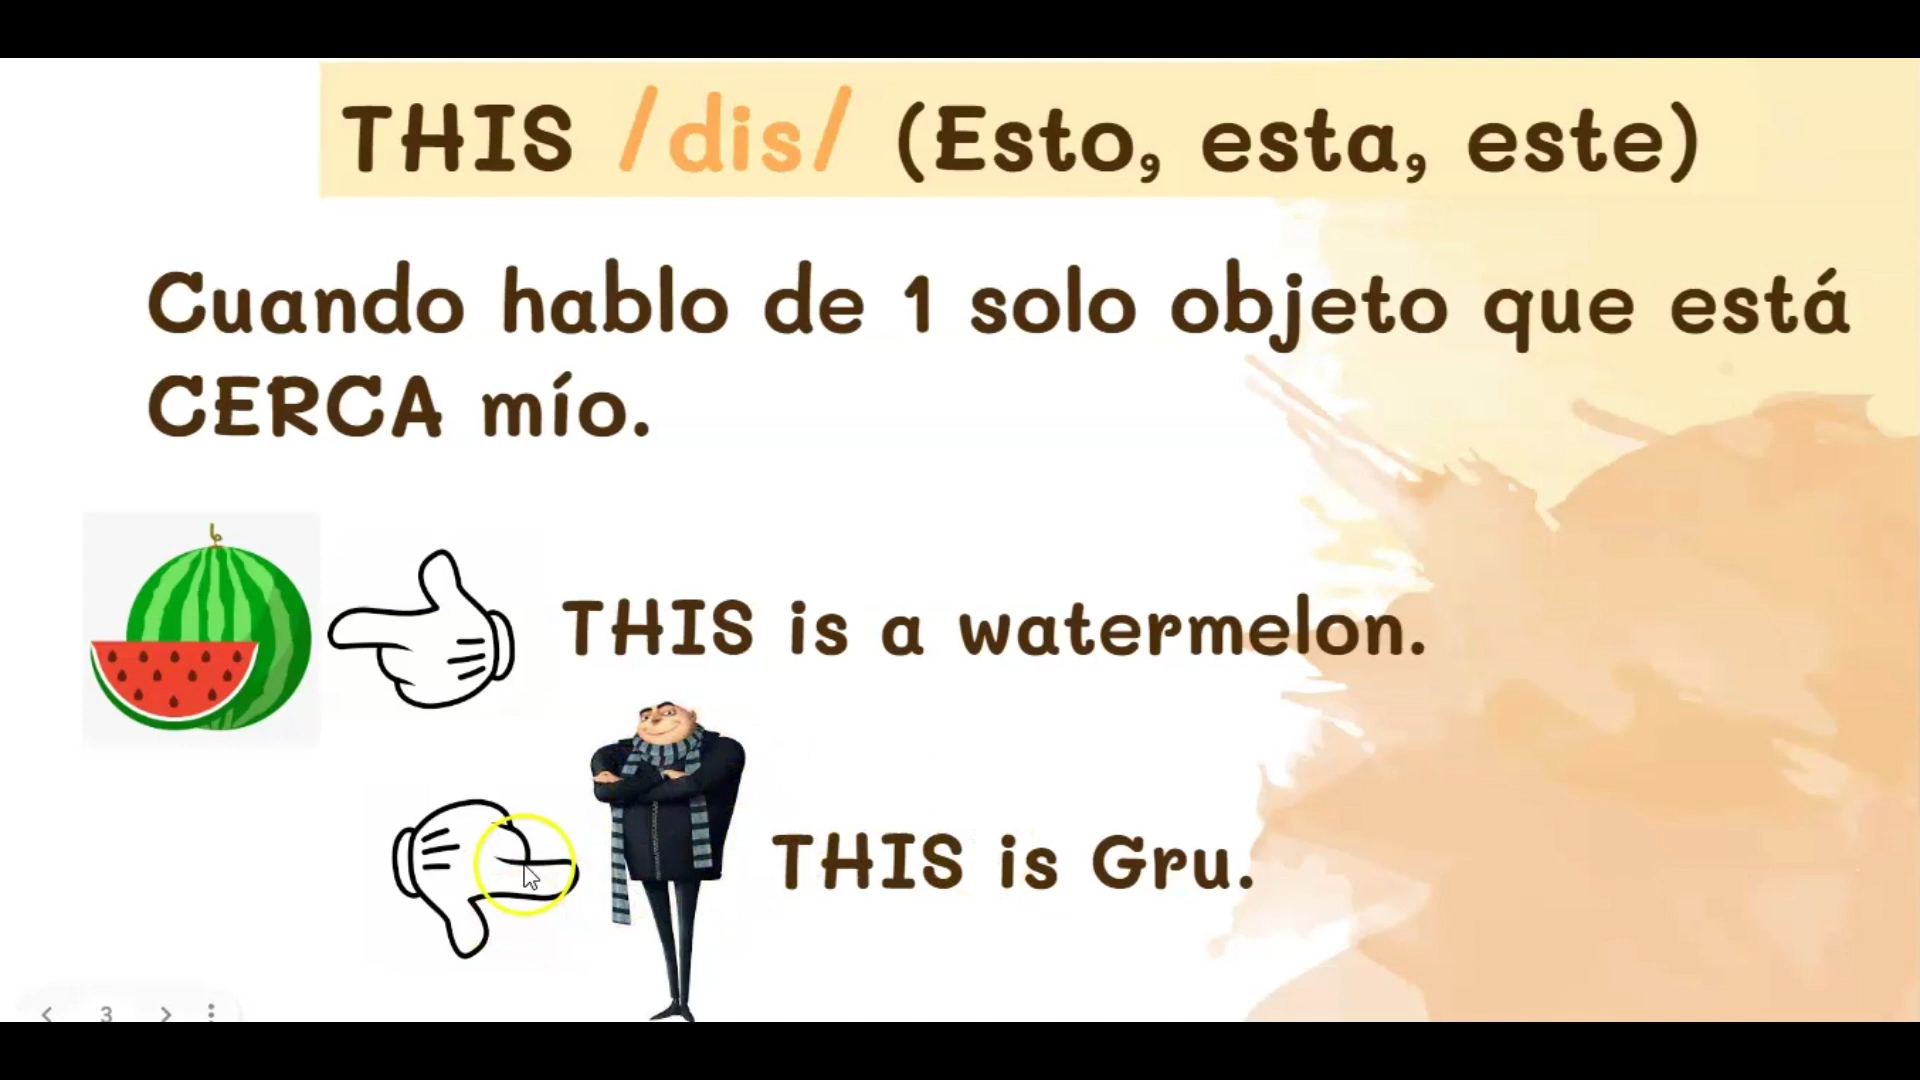 THIS /dis/ (Esto, esta, este)
Cuando hablo de 1 solo objeto que está
CERCA mío.
THIS is a watermelon.
THIS is Gru.
3